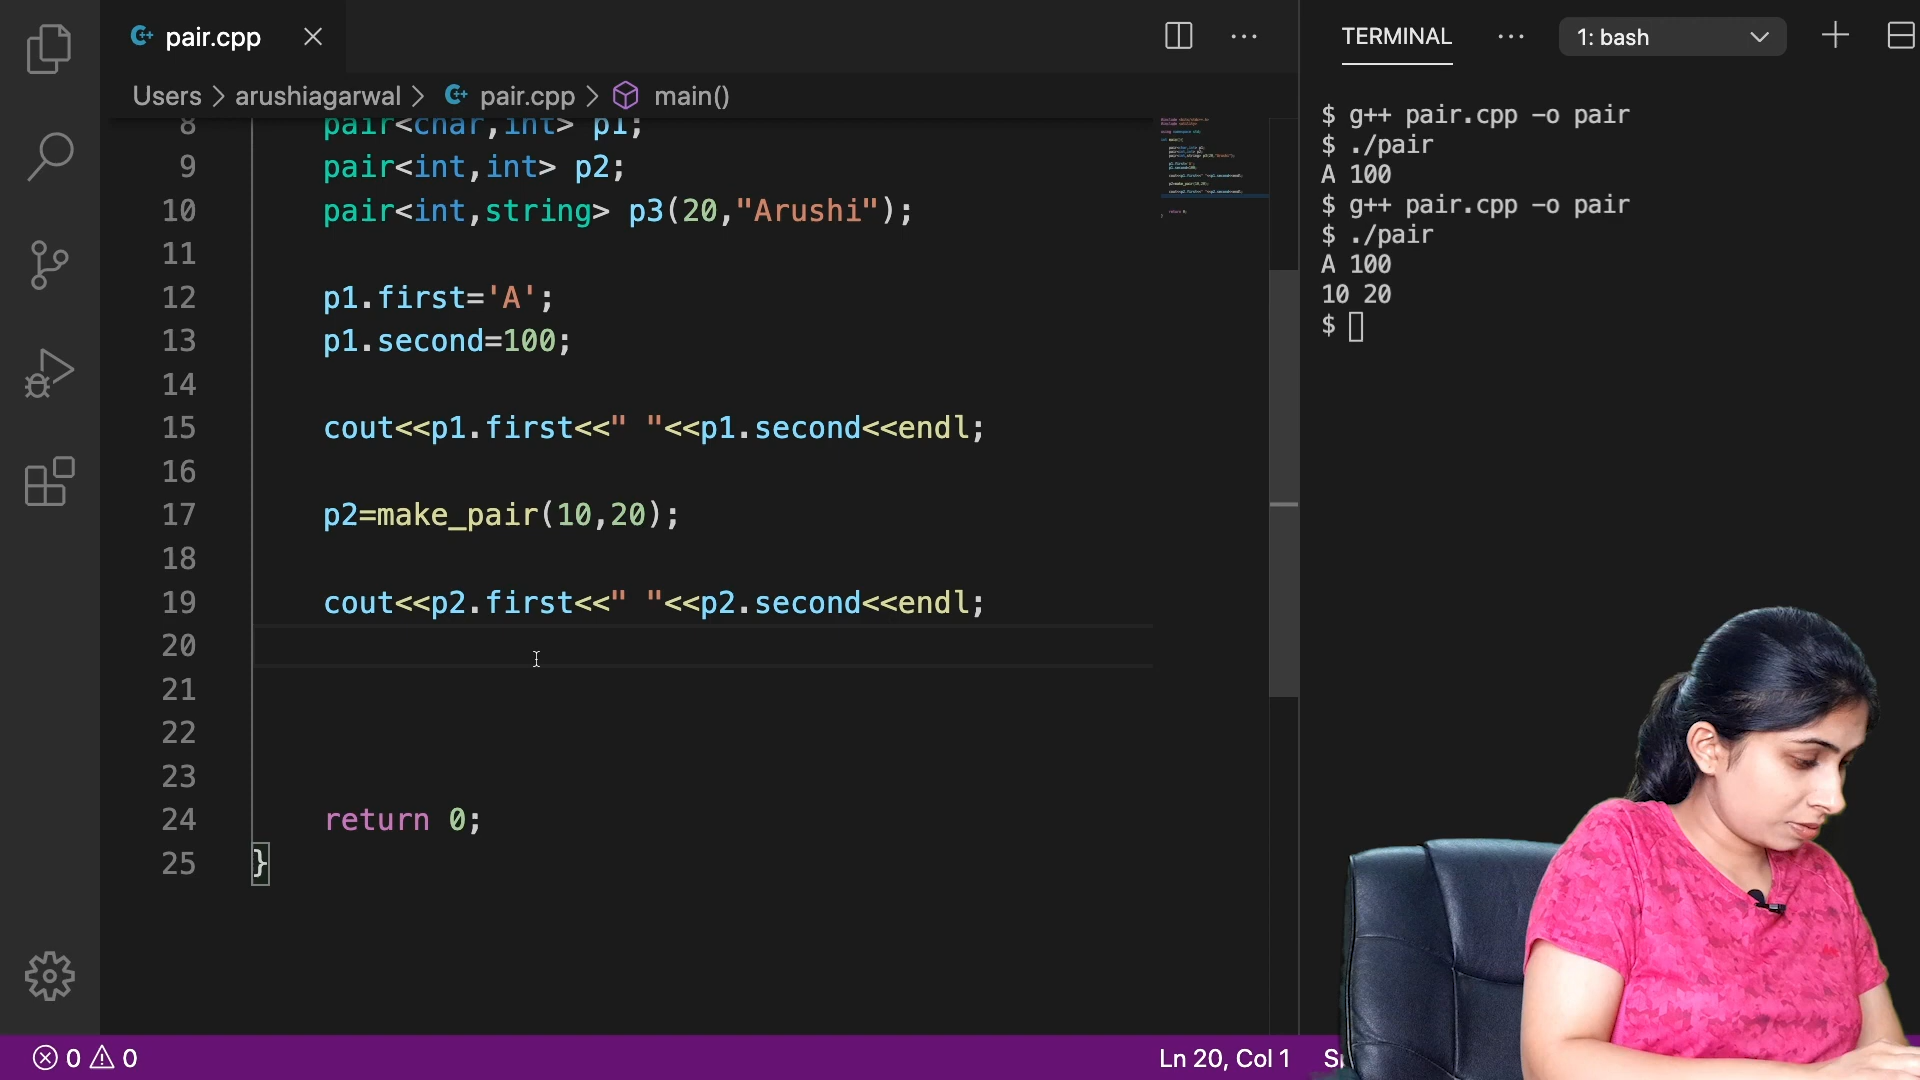 pair.cpp
TERMINAL
1: bash
Users > arushiagarwal > pair.cpp > main()
8 pair<char,int> p1;
9 pair<int,int> p2;
10 pair<int,string> p3(20,"Arushi");
11
12 p1.first='A';
13 p1.second=100;
14
15 cout<<p1.first<<" "<<p1.second<<endl;
16
17 p2=make_pair(10,20);
18
19 cout<<p2.first<<" "<<p2.second<<endl;
20
21
22
23
24 return 0;
25 }
$ g++ pair.cpp -o pair
$ ./pair
A 100
$ g++ pair.cpp -o pair
$ ./pair
A 100
10 20
$
0 0
Ln 20, Col 1